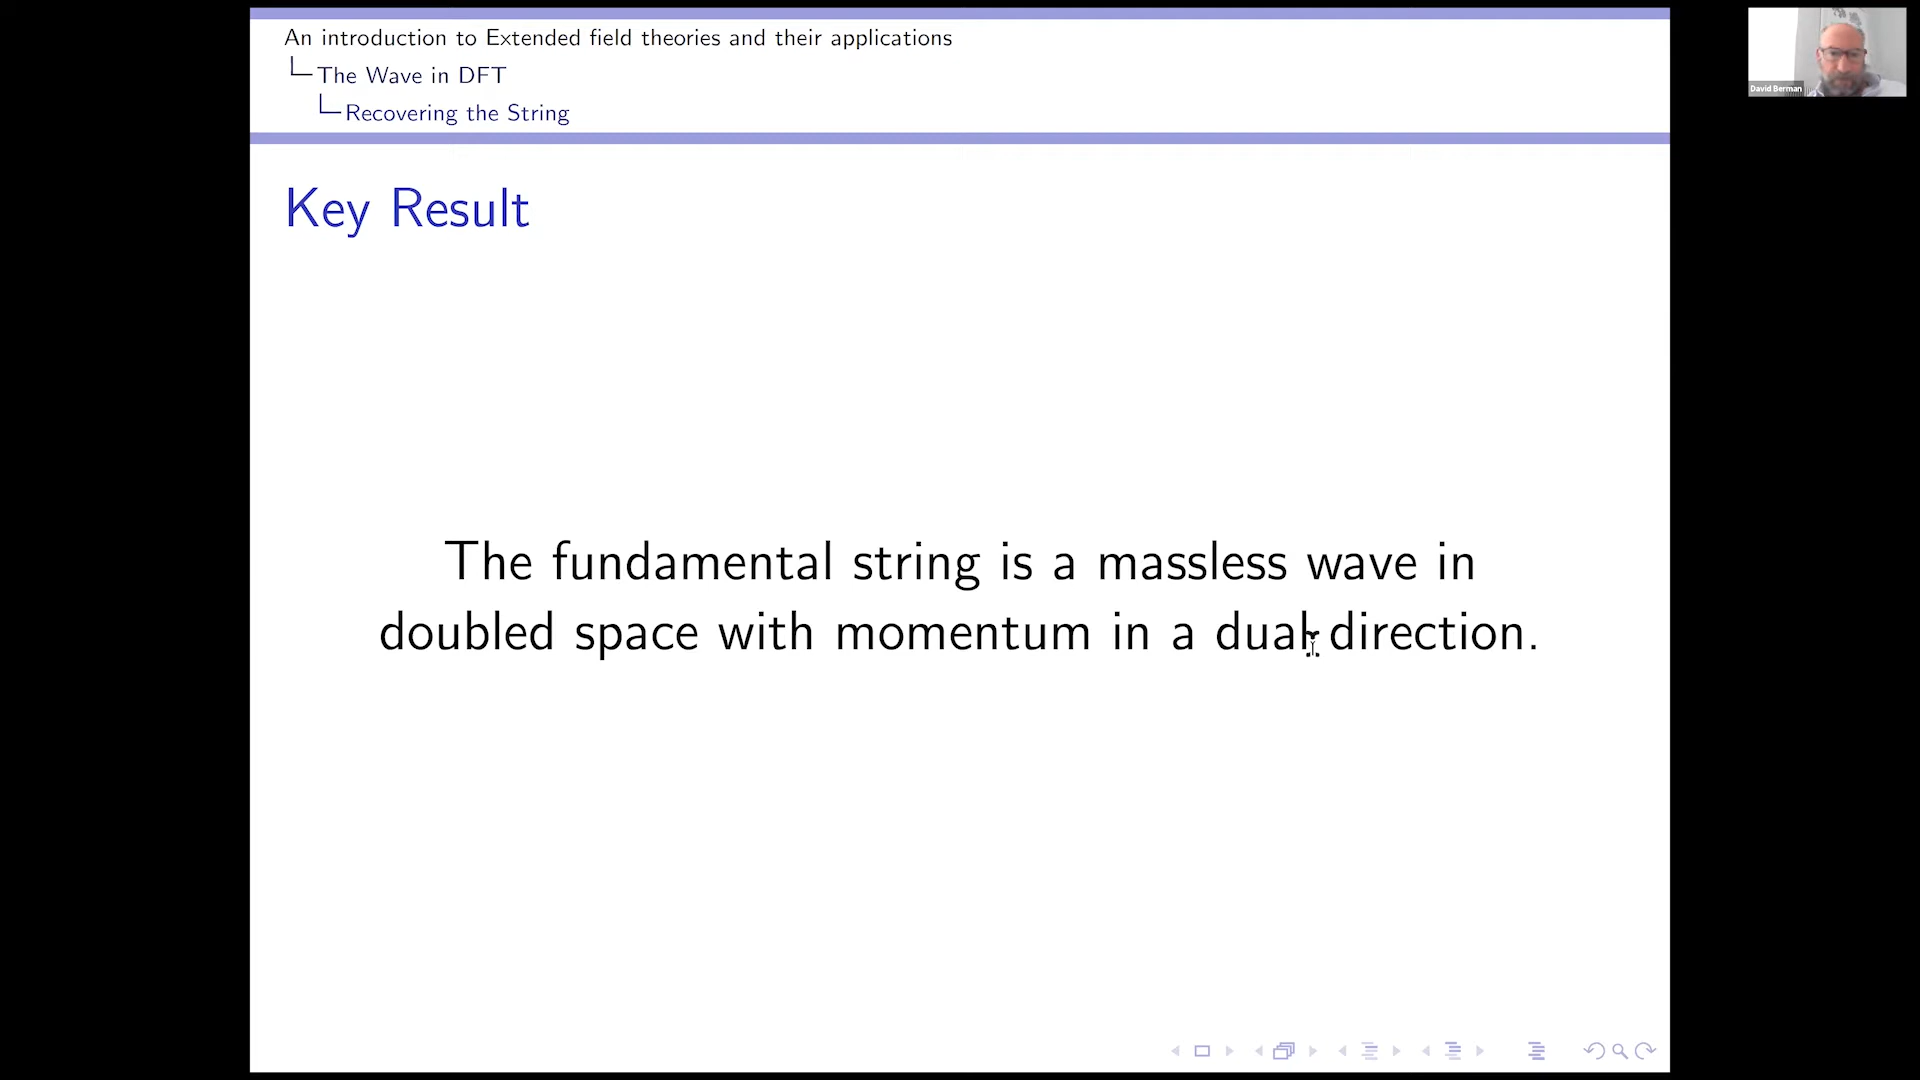 An introduction to Extended field theories and their applications
The Wave in DFT
Recovering the String
David Berman
Key Result
The fundamental string is a massless wave in
doubled space with momentum in a dual direction.